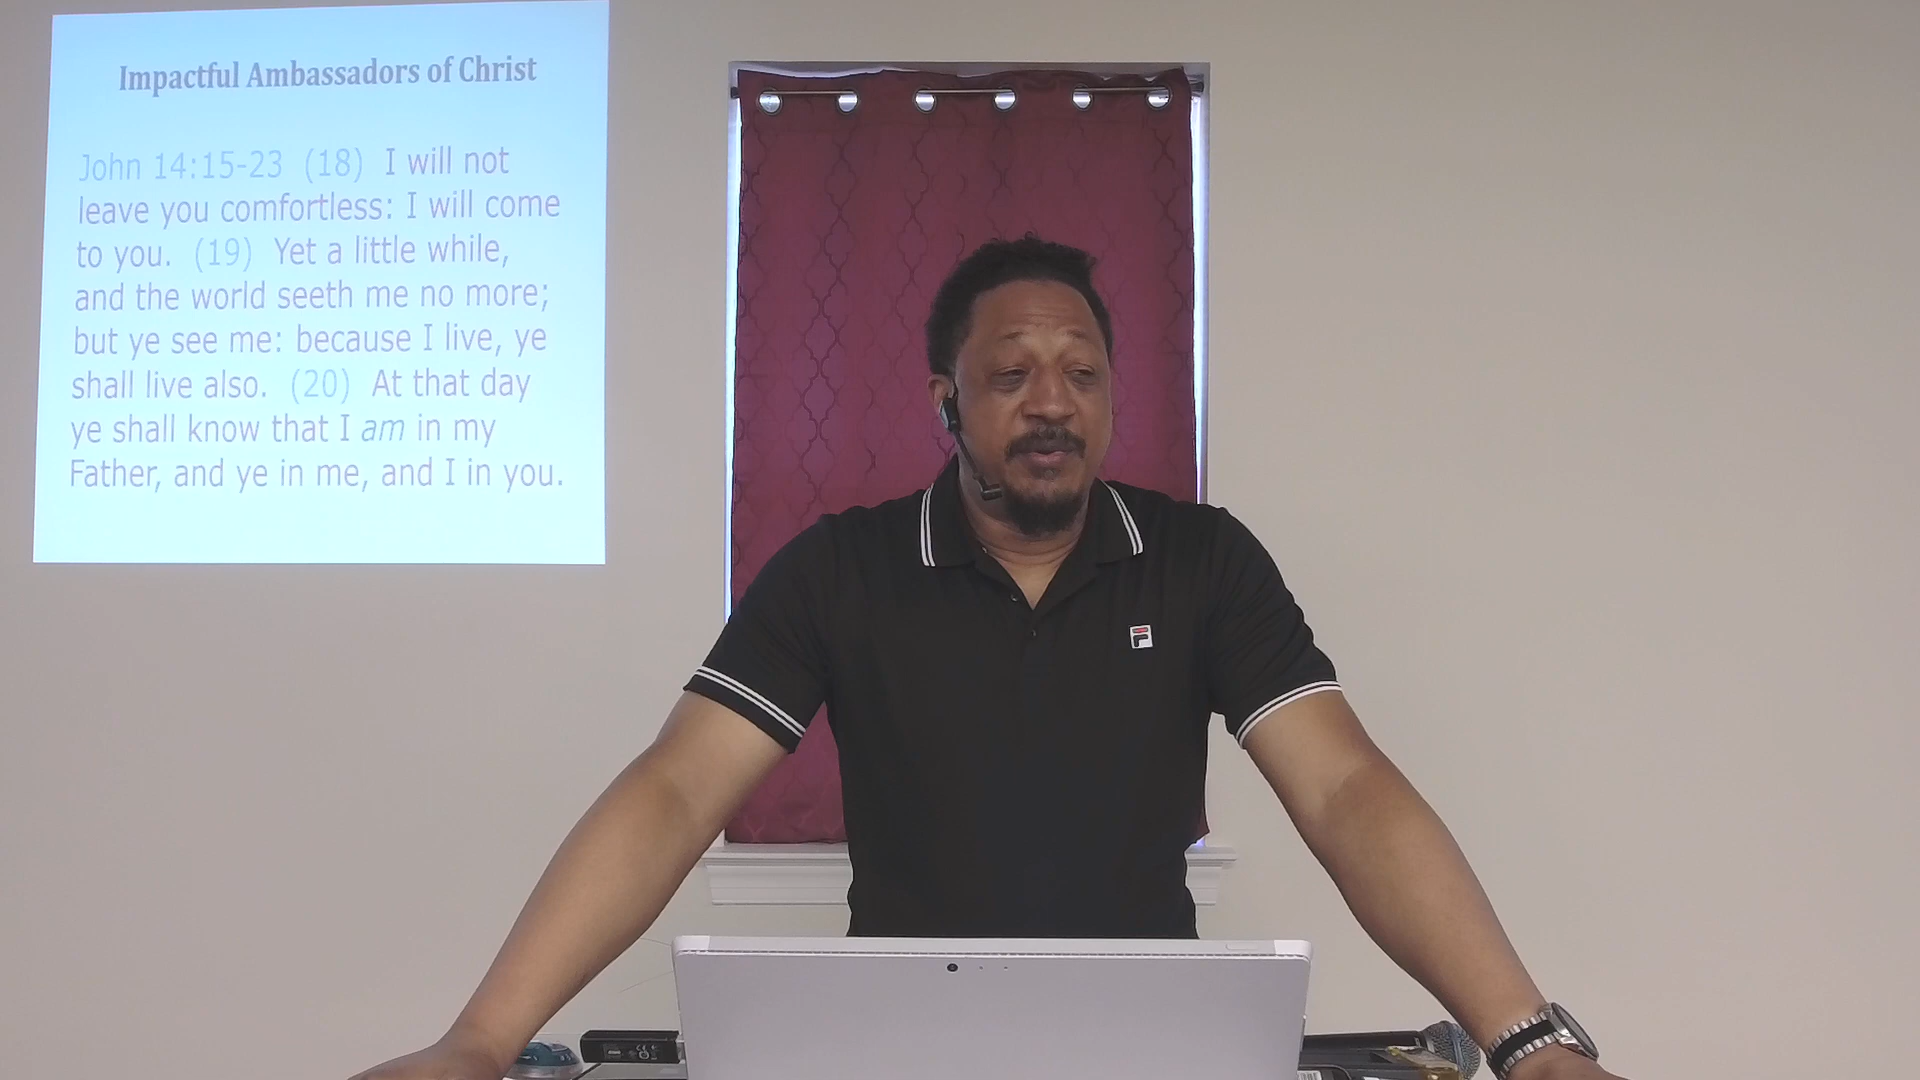 Impactful Ambassadors of Christ
John 14:15-23 (18) I will not
leave you comfortless: I will come
to you. (19) Yet a little while,
and the world seeth me no more;
but ye see me: because I live, ye
shall live also. (20) At that day
ye shall know that I am in my
Father, and ye in me, and I in you.